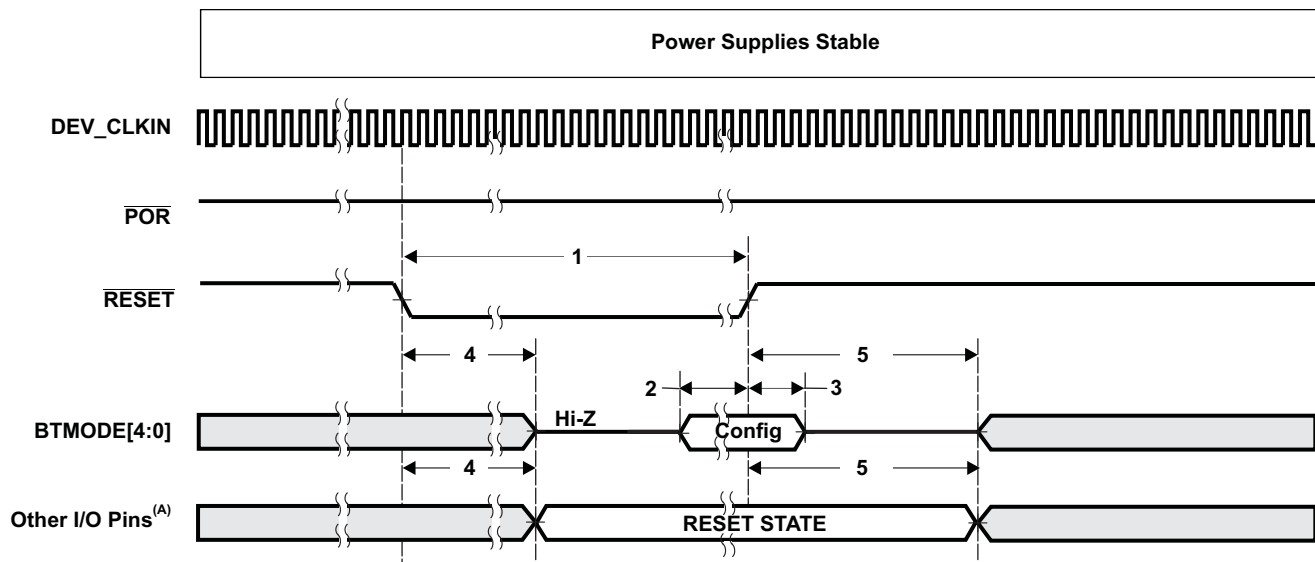 Power Supplies Stable
DEV_CLKIN
POR
1
RESET
4
5
2
3
BTMODE[4:0]
Hi-Z
Config
4
5
Other I/O Pins(A)
RESET STATE